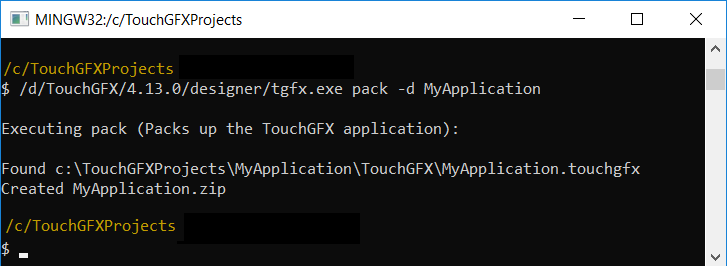 MINGW32:/c/TouchGFXProjects
/c/TouchGFXProjects
$ /d/TouchGFX/4.13.0/designer/tgfx.exe pack -d MyApplication
Executing pack (Packs up the TouchGFX application):
Found c:\TouchGFXProjects\MyApplication\TouchGFX\MyApplication.touchgfx
Created MyApplication.zip
/c/TouchGFXProjects
$